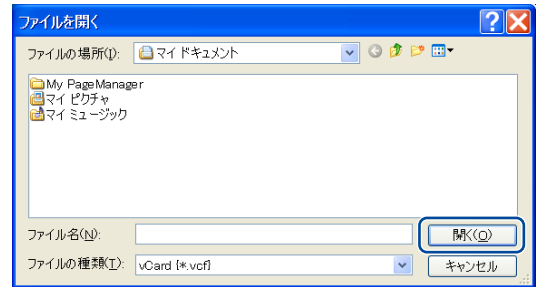 ファイルを開く
ファイルの場所(I): マイ ドキュメント
My PageManager
マイ ピクチャ
マイ ミュージック
ファイル名(N): 開く(O)
ファイルの種類(T): vCard (*.vcf) キャンセル